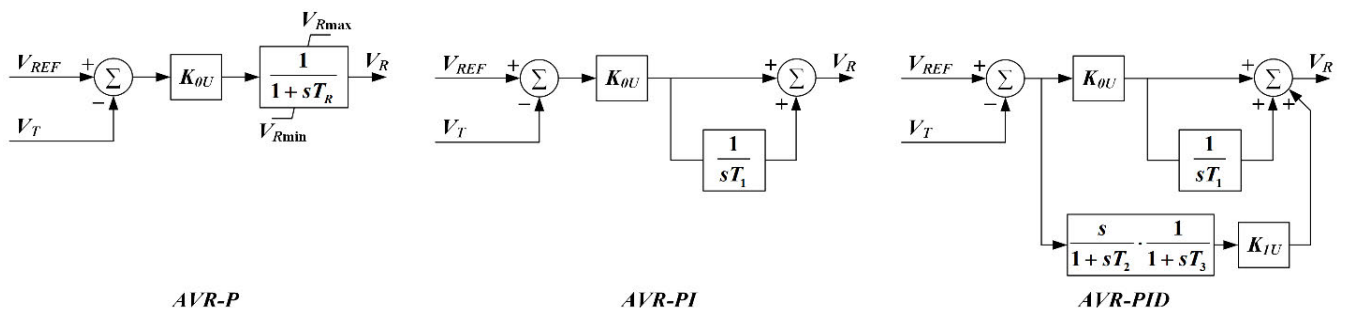 V_Rmax
V_REF + Σ K_0U 1 / 1 + sT_R V_R
−
V_T V_Rmin
AVR-P
V_REF + Σ K_0U + Σ V_R
− +
V_T 1 / sT_1
AVR-PI
V_REF + Σ K_0U + Σ V_R
− + +
V_T 1 / sT_1
s / 1 + sT_2 · 1 / 1 + sT_3 K_1U
AVR-PID